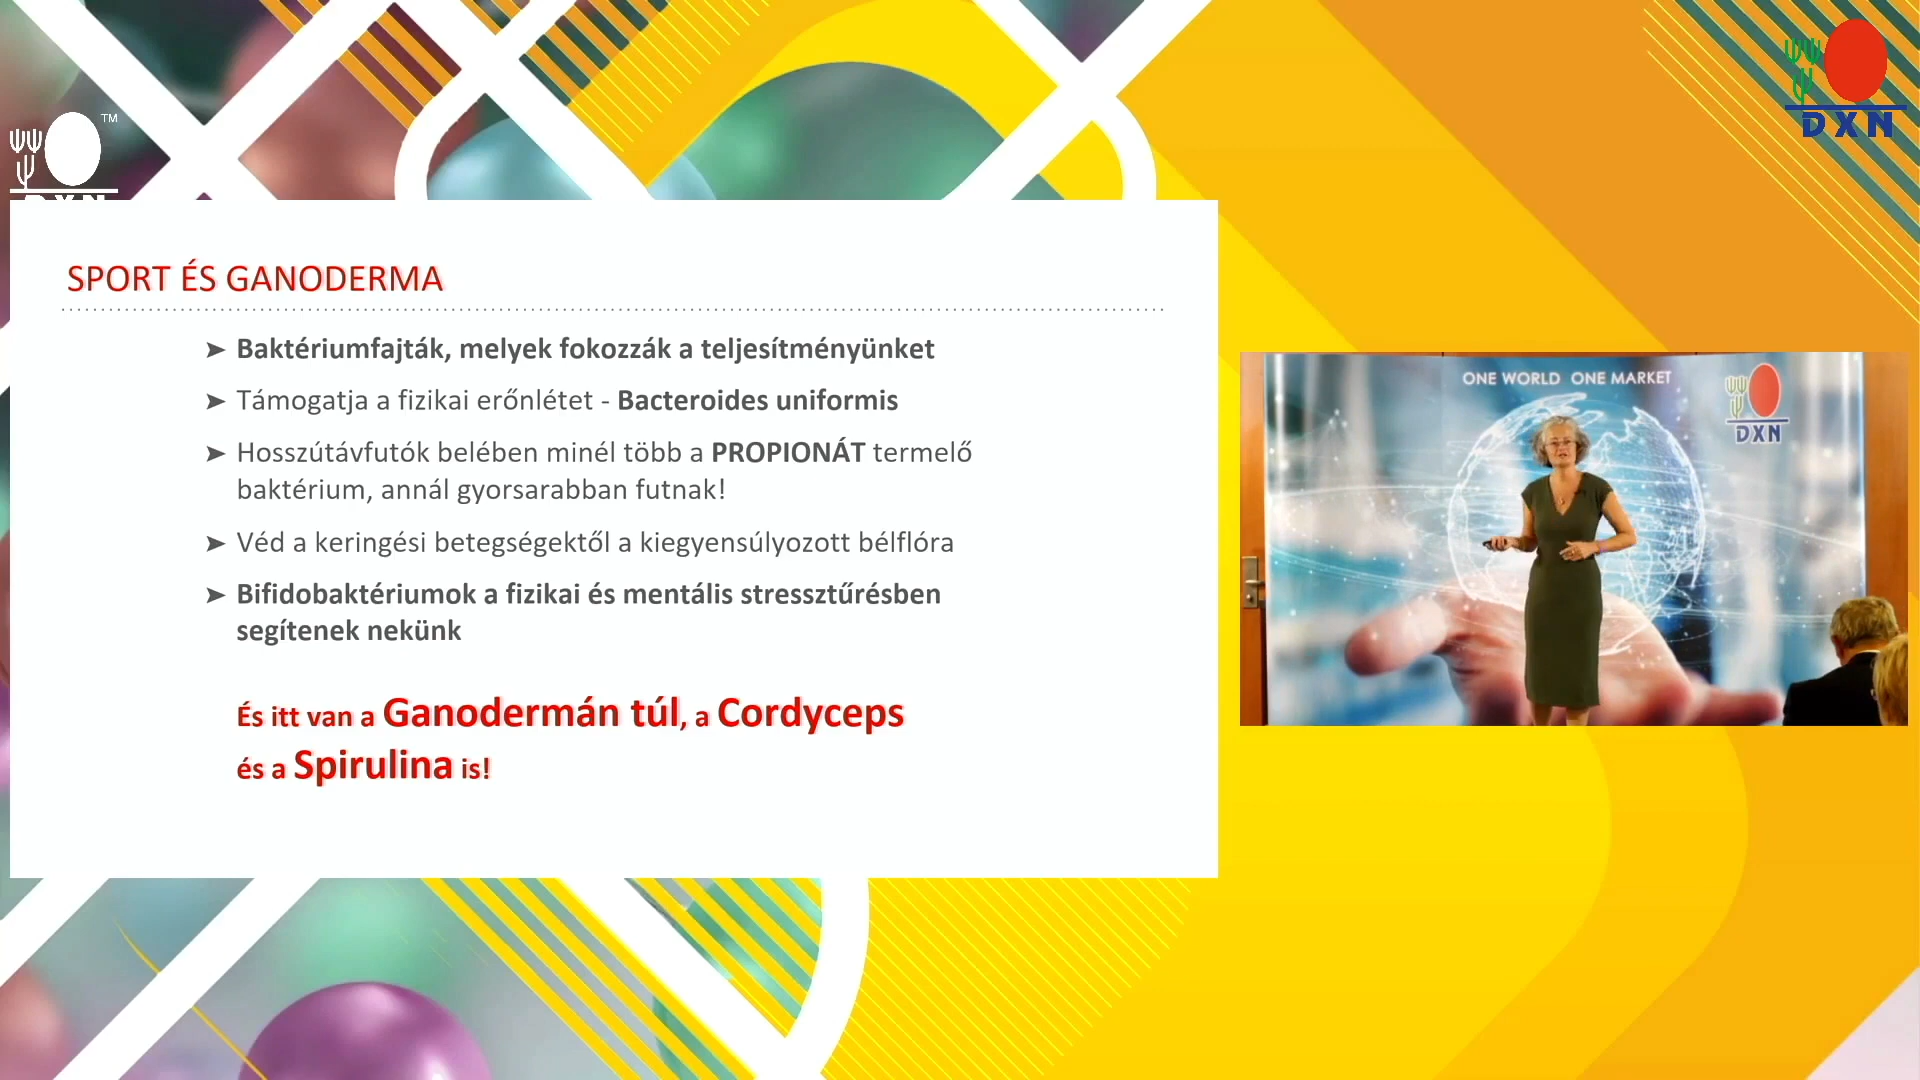 TM
DXN
DXN
SPORT ÉS GANODERMA
➤ Baktériumfajták, melyek fokozzák a teljesítményünket
➤ Támogatja a fizikai erőnlétet - Bacteroides uniformis
➤ Hosszútávfutók belében minél több a PROPIONÁT termelő
baktérium, annál gyorsarabban futnak!
➤ Véd a keringési betegségektől a kiegyensúlyozott bélflóra
➤ Bifidobaktériumok a fizikai és mentális stressztűrésben
segítenek nekünk
És itt van a Ganodermán túl, a Cordyceps
és a Spirulina is!
ONE WORLD ONE MARKET
DXN